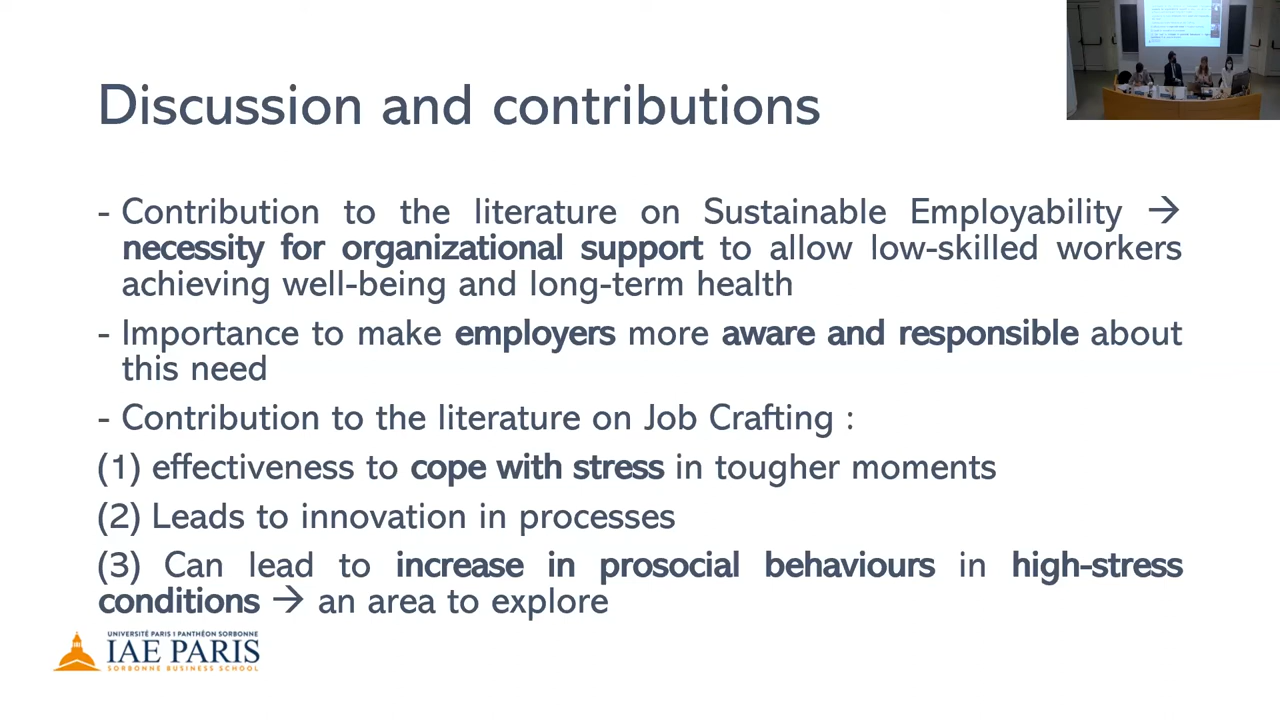 Discussion and contributions
- Contribution to the literature on Sustainable Employability →
necessity for organizational support to allow low-skilled workers
achieving well-being and long-term health
- Importance to make employers more aware and responsible about
this need
- Contribution to the literature on Job Crafting :
(1) effectiveness to cope with stress in tougher moments
(2) Leads to innovation in processes
(3) Can lead to increase in prosocial behaviours in high-stress
conditions → an area to explore
UNIVERSITÉ PARIS 1 PANTHÉON SORBONNE
IAE PARIS
SORBONNE BUSINESS SCHOOL